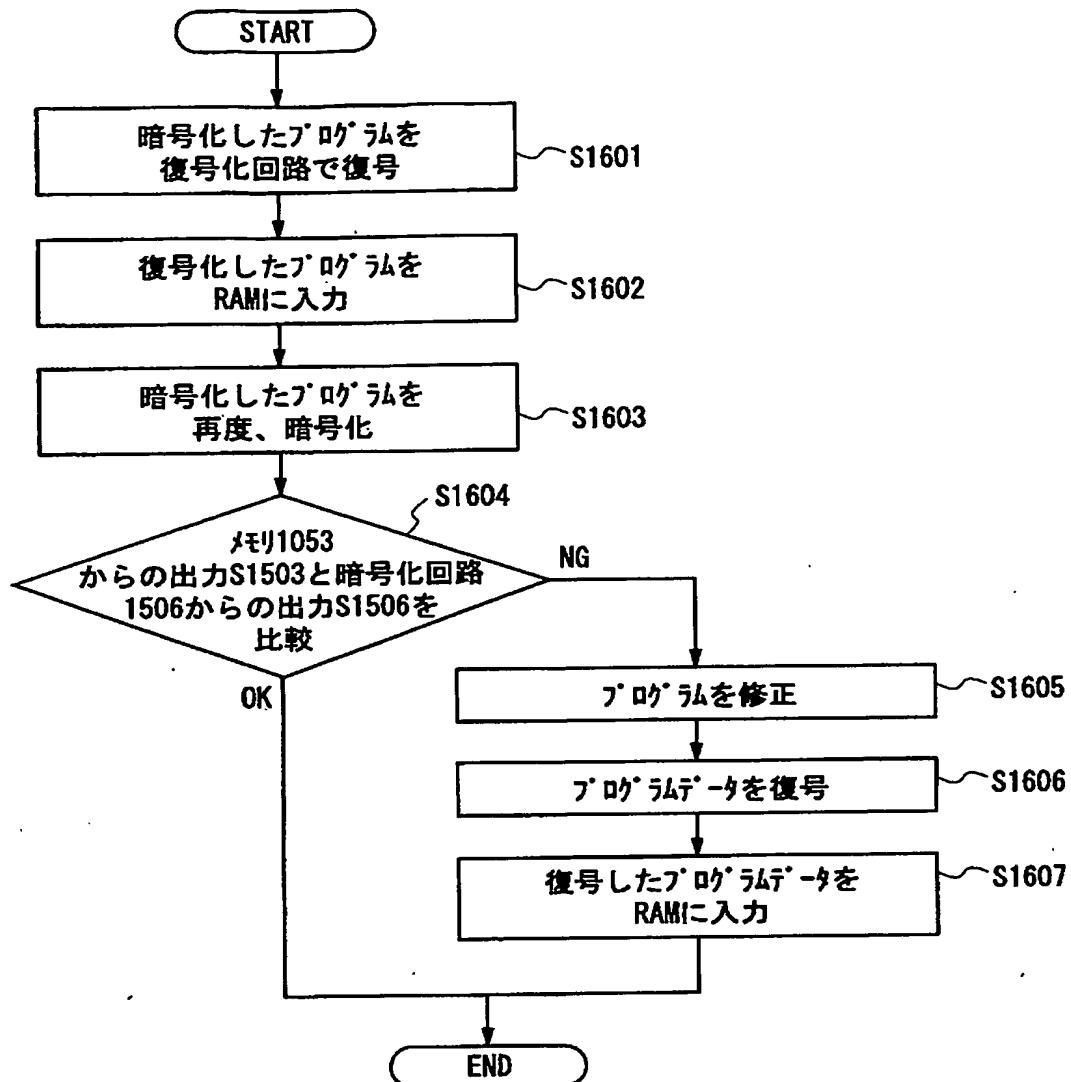 START
暗号化したﾌﾟﾛｸﾞﾗﾑを
復号化回路で復号
S1601
復号化したﾌﾟﾛｸﾞﾗﾑを
RAMに入力
S1602
暗号化したﾌﾟﾛｸﾞﾗﾑを
再度、暗号化
S1603
S1604
ﾒﾓﾘ1053
からの出力S1503と暗号化回路
1506からの出力S1506を
比較
NG
OK
ﾌﾟﾛｸﾞﾗﾑを修正
S1605
ﾌﾟﾛｸﾞﾗﾑﾃﾞｰﾀを復号
S1606
復号したﾌﾟﾛｸﾞﾗﾑﾃﾞｰﾀを
RAMに入力
S1607
END